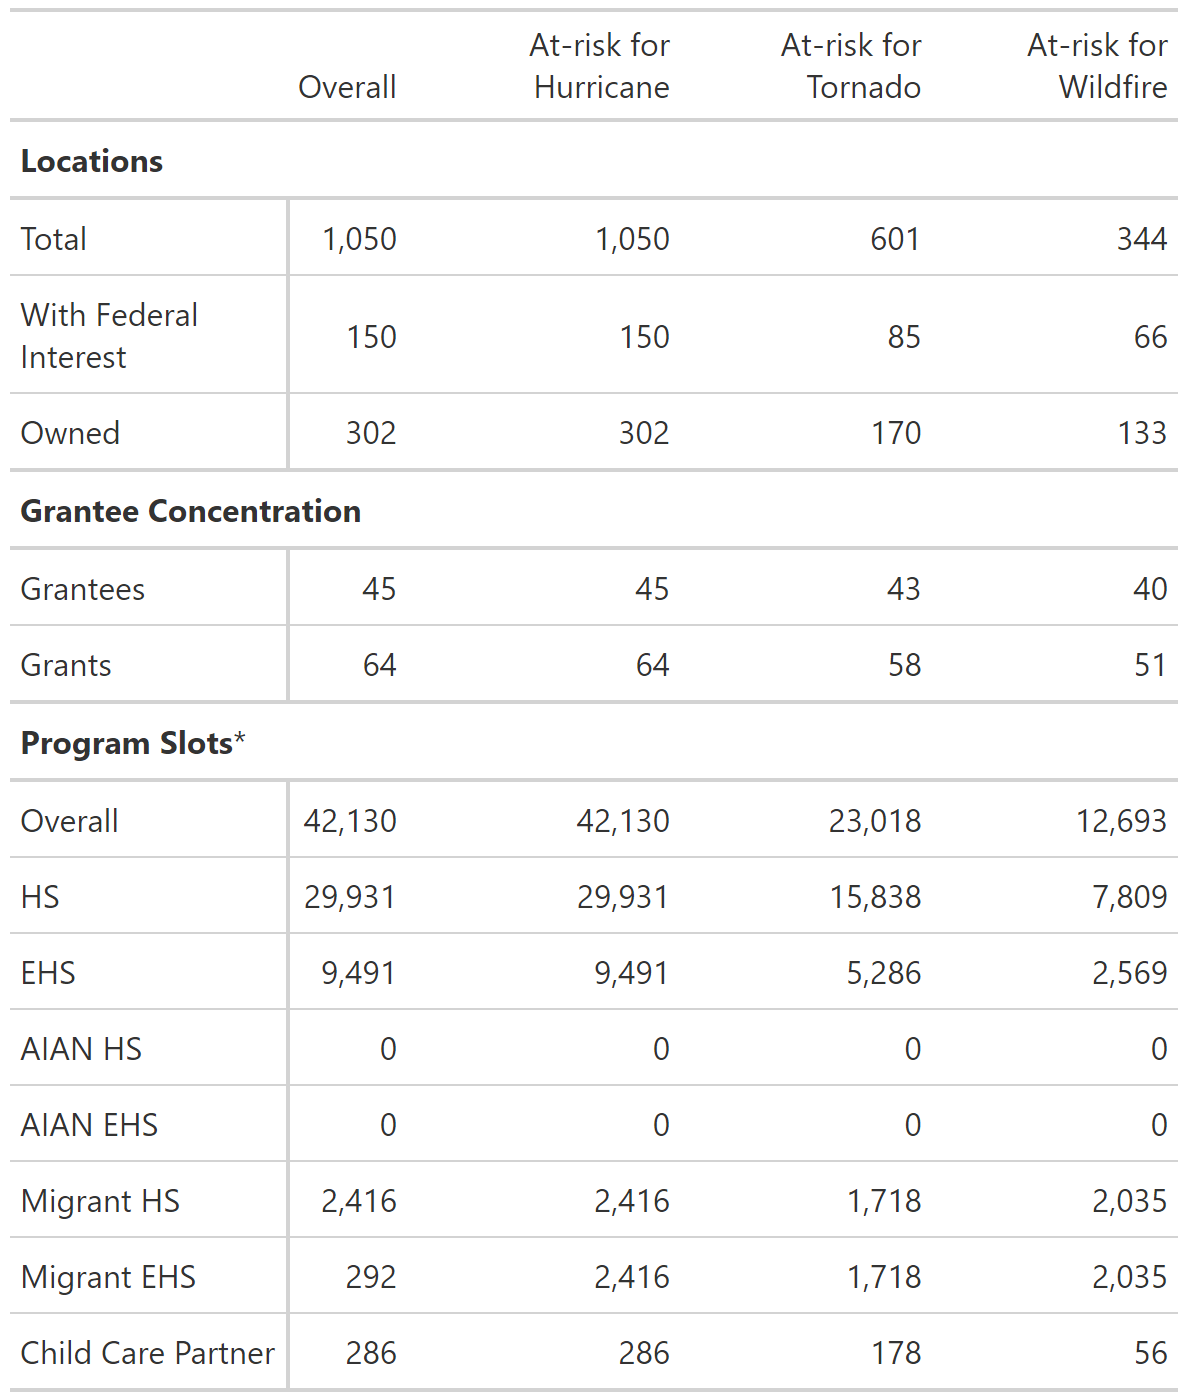 Overall At-risk for Hurricane At-risk for Tornado At-risk for Wildfire
Locations
Total 1,050 1,050 601 344
With Federal Interest 150 150 85 66
Owned 302 302 170 133
Grantee Concentration
Grantees 45 45 43 40
Grants 64 64 58 51
Program Slots*
Overall 42,130 42,130 23,018 12,693
HS 29,931 29,931 15,838 7,809
EHS 9,491 9,491 5,286 2,569
AIAN HS 0 0 0 0
AIAN EHS 0 0 0 0
Migrant HS 2,416 2,416 1,718 2,035
Migrant EHS 292 2,416 1,718 2,035
Child Care Partner 286 286 178 56